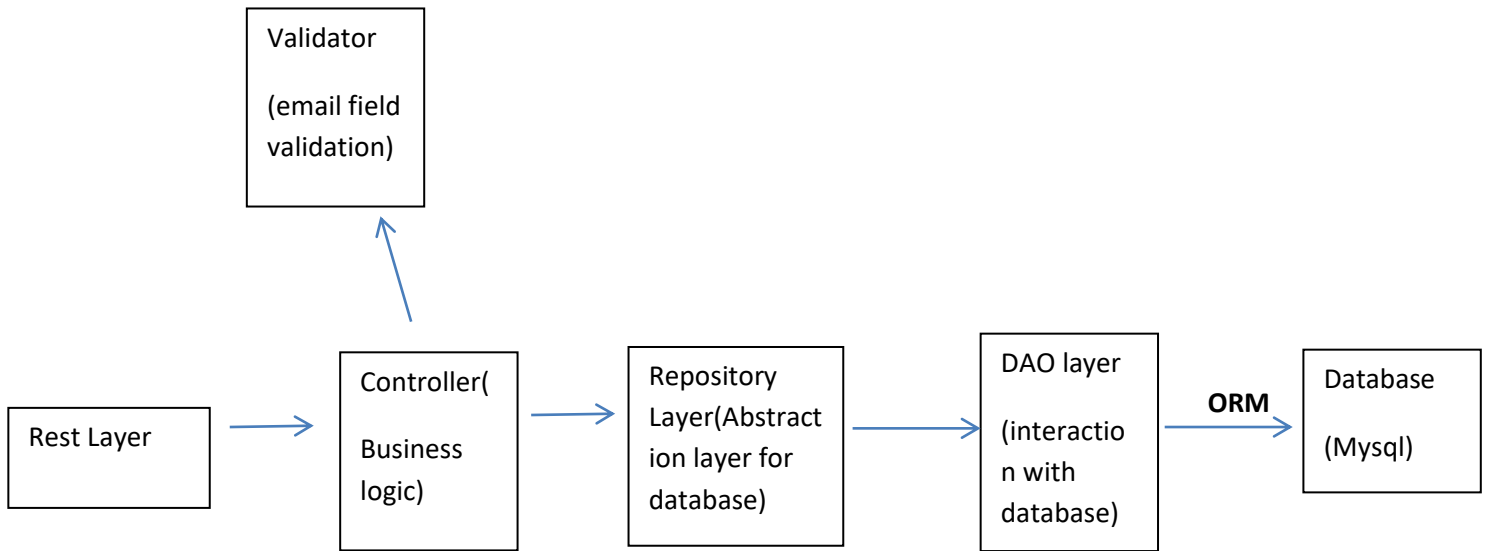 Validator
(email field
validation)
Rest Layer
Controller(
Business
logic)
Repository
Layer(Abstract
ion layer for
database)
DAO layer
(interactio
n with
database)
ORM
Database
(Mysql)